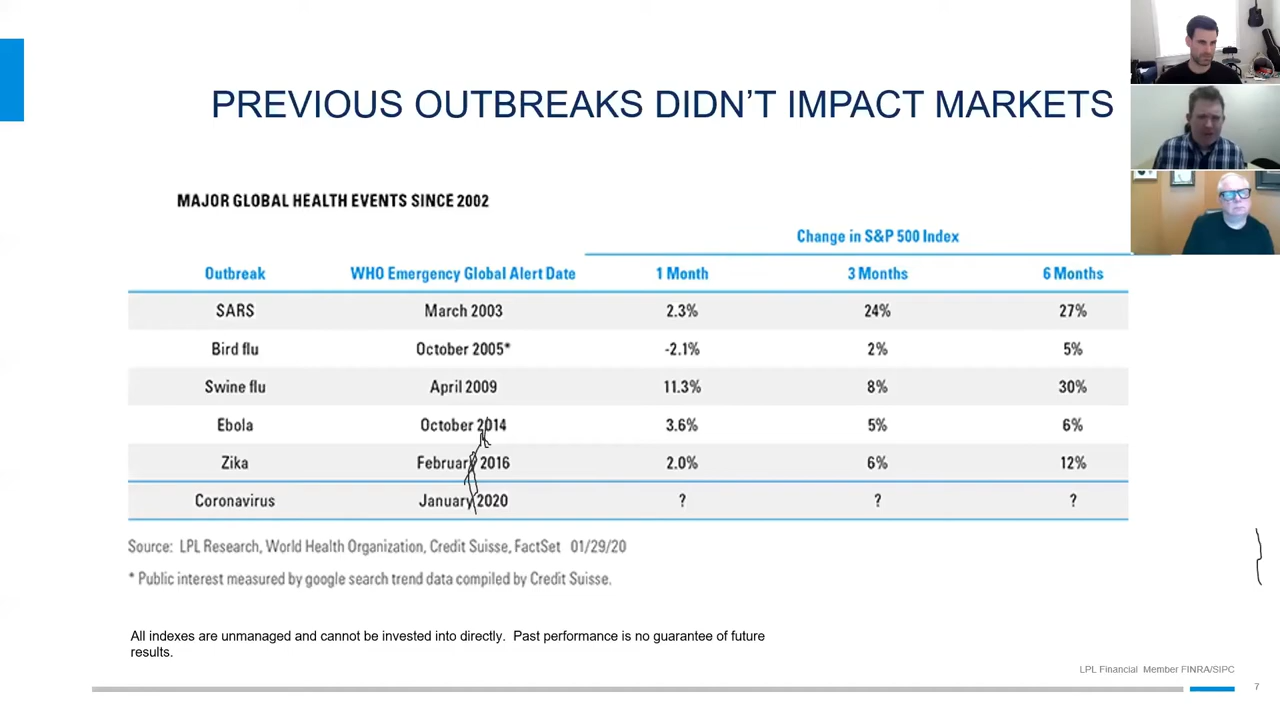 PREVIOUS OUTBREAKS DIDN'T IMPACT MARKETS
MAJOR GLOBAL HEALTH EVENTS SINCE 2002
Change in S&P 500 Index
Outbreak WHO Emergency Global Alert Date 1 Month 3 Months 6 Months
SARS March 2003 2.3% 24% 27%
Bird flu October 2005* -2.1% 2% 5%
Swine flu April 2009 11.3% 8% 30%
Ebola October 2014 3.6% 5% 6%
Zika February 2016 2.0% 6% 12%
Coronavirus January 2020 ? ? ?
Source: LPL Research, World Health Organization, Credit Suisse, FactSet 01/29/20
* Public interest measured by google search trend data compiled by Credit Suisse.
All indexes are unmanaged and cannot be invested into directly. Past performance is no guarantee of future
results.
LPL Financial Member FINRA/SIPC
7